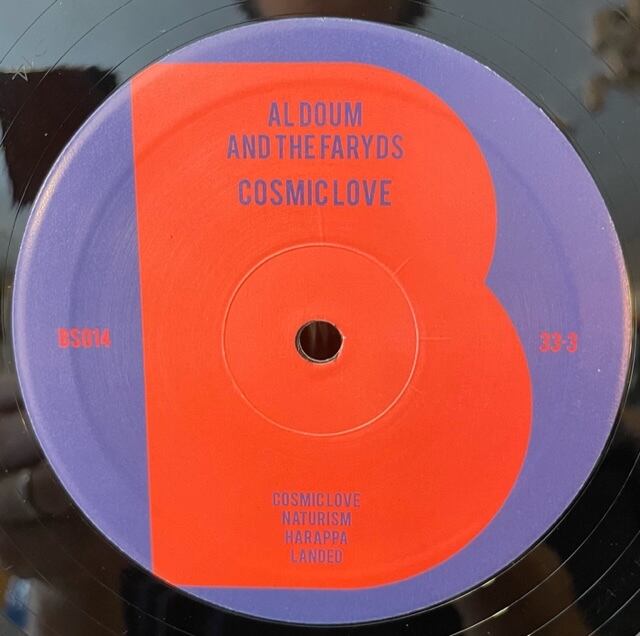 AL DOUM
AND THE FARYDS
COSMIC LOVE
BS014
33-3
COSMIC LOVE
NATURISM
HARAPPA
LANDED